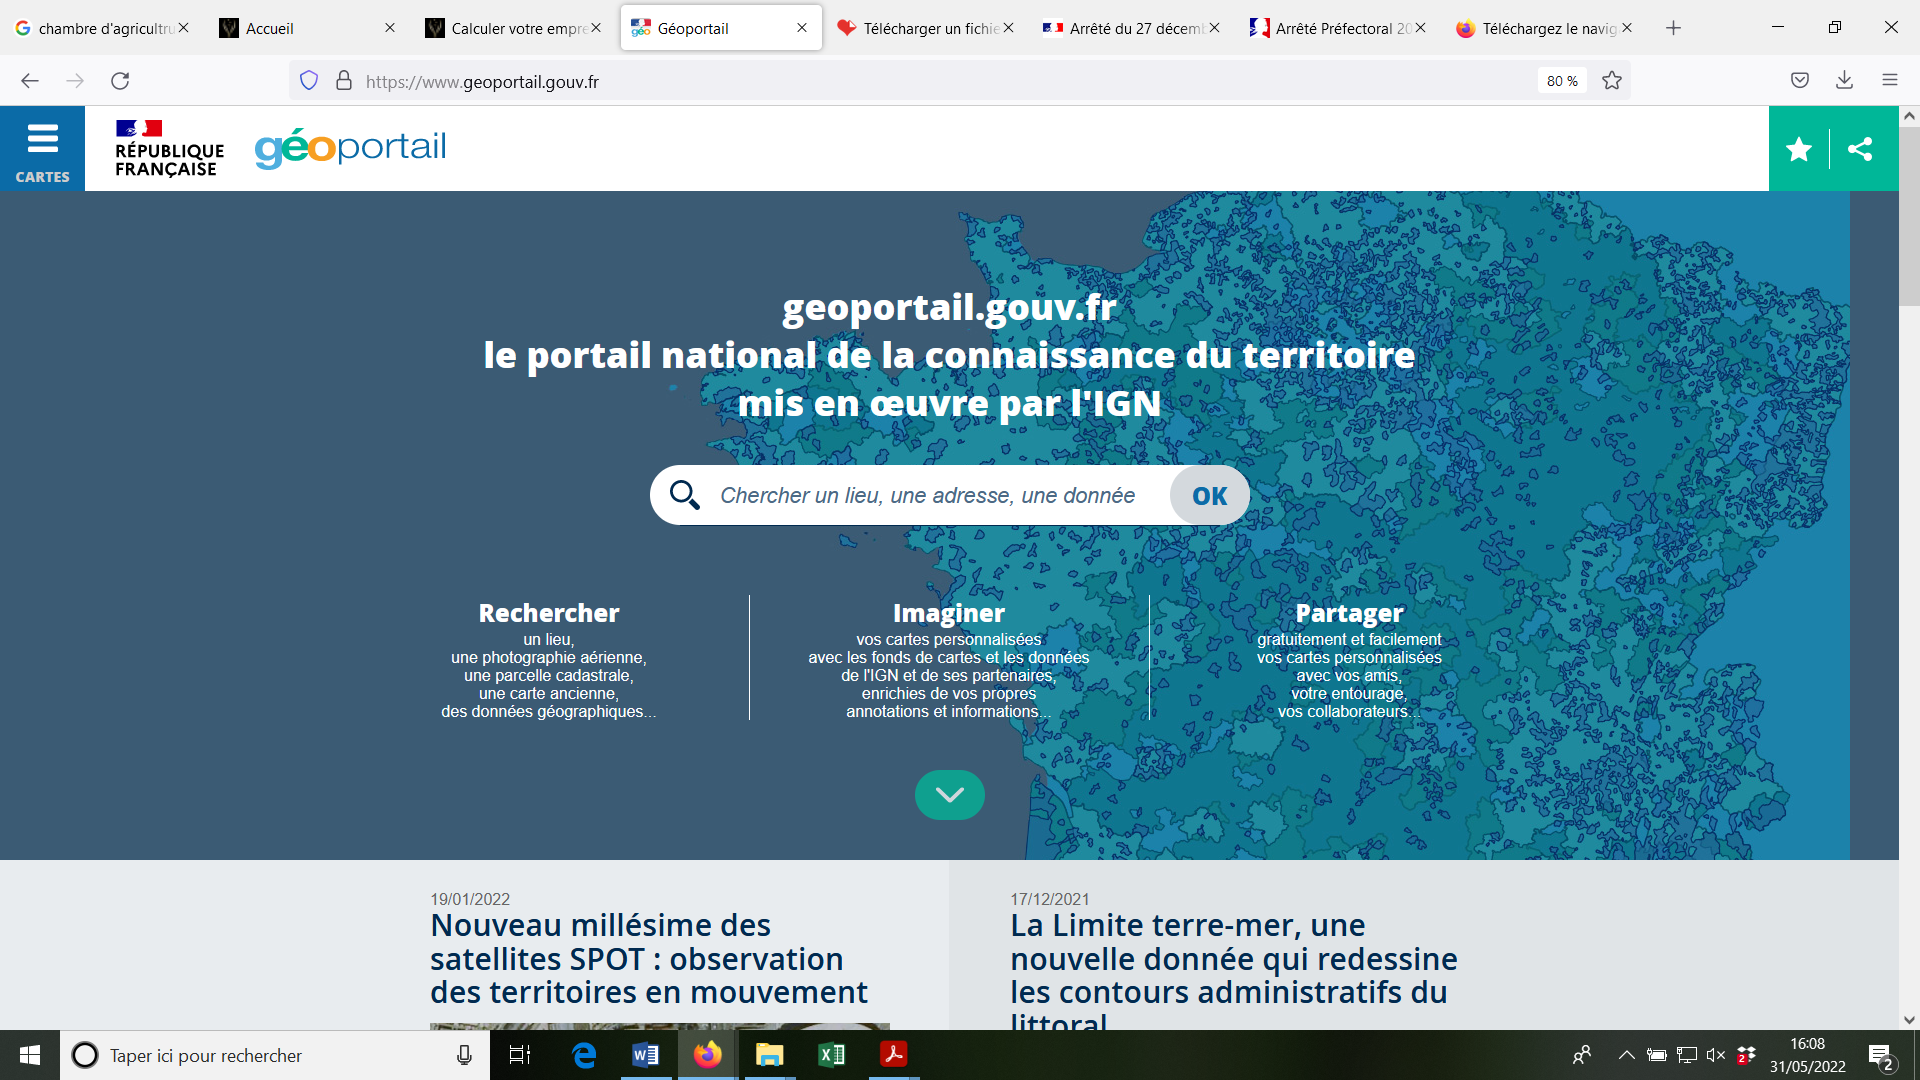 chambre d'agricultru
Accueil
Calculer votre empre
Géoportail
Télécharger un fichie
Arrêté du 27 décemb
Arrêté Préfectoral 20
Téléchargez le navig
https://www.geoportail.gouv.fr
80 %
CARTES
RÉPUBLIQUE
FRANÇAISE
géoportail
geoportail.gouv.fr
le portail national de la connaissance du territoire
mis en œuvre par l'IGN
Chercher un lieu, une adresse, une donnée
OK
Rechercher
un lieu,
une photographie aérienne,
une parcelle cadastrale,
une carte ancienne,
des données géographiques...
Imaginer
vos cartes personnalisées
avec les fonds de cartes et les données
de l'IGN et de ses partenaires,
enrichies de vos propres
annotations et informations...
Partager
gratuitement et facilement
vos cartes personnalisées
avec vos amis,
votre entourage,
vos collaborateurs...
19/01/2022
Nouveau millésime des
satellites SPOT : observation
des territoires en mouvement
17/12/2021
La Limite terre-mer, une
nouvelle donnée qui redessine
les contours administratifs du
littoral
Taper ici pour rechercher
2
16:08
31/05/2022
2